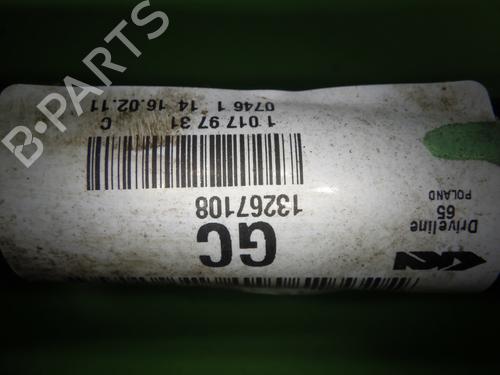 GKN
Driveline
65
POLAND
GC
13267108
1 017 97 31 C
0746 1 14 16.02.11
B-PARTS